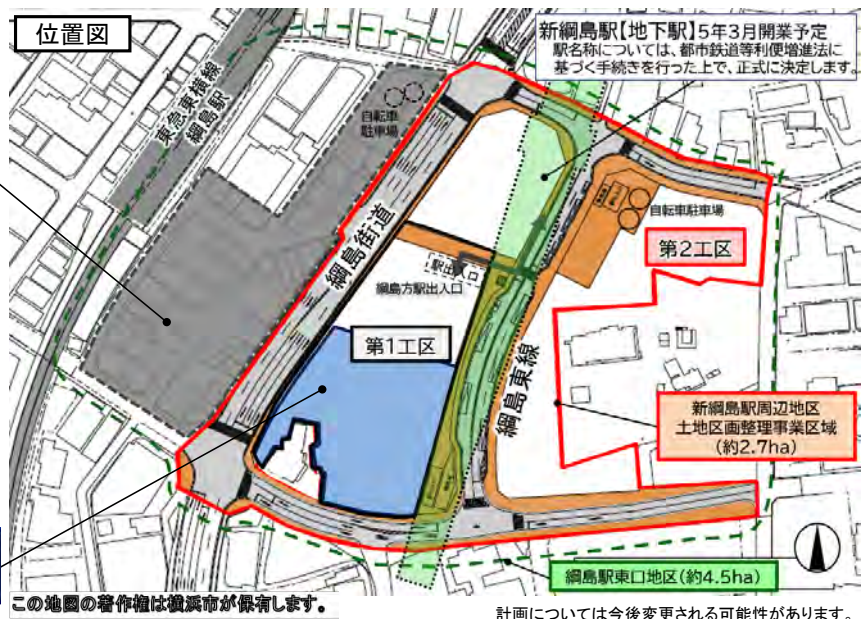 位置図
新綱島駅【地下駅】5年3月開業予定
駅名称については、都市鉄道等利便増進法に
基づく手続きを行った上で、正式に決定します。
東急東横線
綱島駅
自転車
駐車場
綱島街道
自転車駐車場
第2工区
駅出入口
綱島方駅出入口
第1工区
綱島東線
新綱島駅周辺地区
土地区画整理事業区域
(約2.7ha)
綱島駅東口地区(約4.5ha)
この地図の著作権は横浜市が保有します。
計画については今後変更される可能性があります。